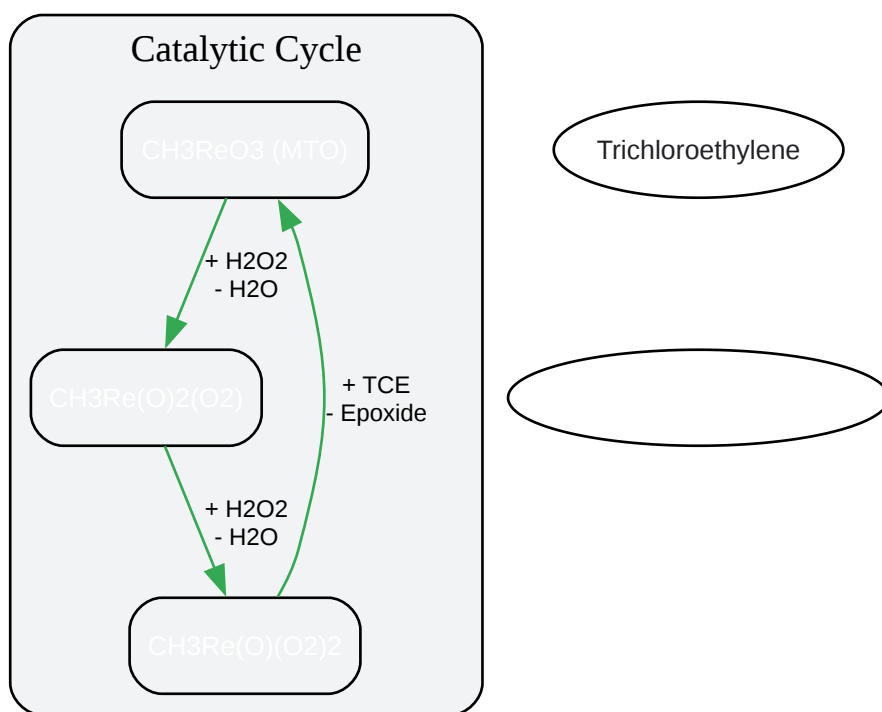 Catalytic Cycle
CH3ReO3 (MTO)
Trichloroethylene
+ H2O2
- H2O
CH3Re(O)2(O2)
+ TCE
- Epoxide
+ H2O2
- H2O
CH3Re(O)(O2)2